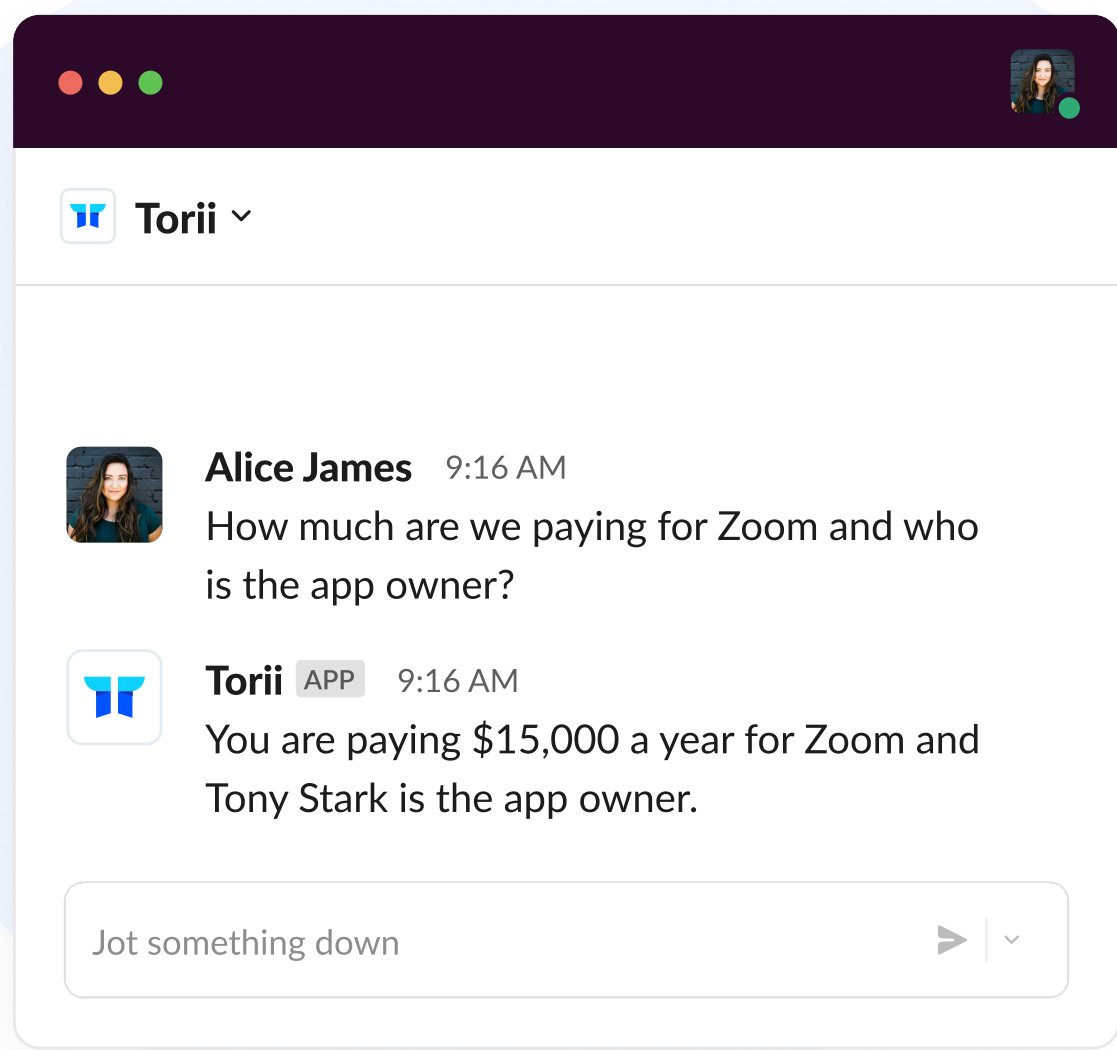 Torii
Alice James 9:16 AM
How much are we paying for Zoom and who
is the app owner?
Torii APP 9:16 AM
You are paying $15,000 a year for Zoom and
Tony Stark is the app owner.
Jot something down